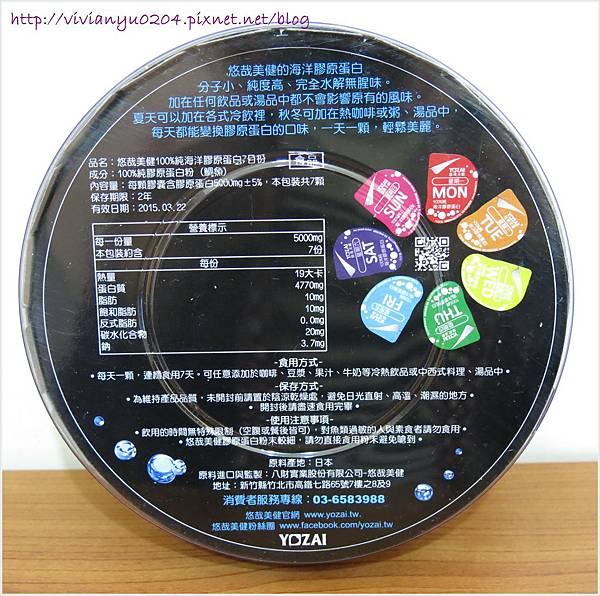 http://vivianyu0204.pixnet.net/blog
悠哉美健的海洋膠原蛋白
分子小、純度高、完全水解無腥味。
加在任何飲品或湯品中都不會影響原有的風味。
夏天可以加在各式冷飲裡，秋冬可加在熱咖啡或粥、湯品中
每天都能變換膠原蛋白的口味，一天一顆，輕鬆美麗。
品名：悠哉美健100%純海洋膠原蛋白7日份 食品
成分：100%純膠原蛋白粉（鯛魚）
內容量：每顆膠囊含膠原蛋白5000mg±5%，本包裝共7顆
保存期限：2年
有效日期：2015.03.22
營養標示
每一份量 5000mg
本包裝約含 7份
每份
熱量 19大卡
蛋白質 4770mg
脂肪 10mg
飽和脂肪 10mg
反式脂肪 0.0mg
碳水化合物 20mg
鈉 3.7mg
YOZAI
MON
TUE
WED
THU
FRI
SAT
SUN
-食用方式-
・每天一顆，連續食用7天，可任意添加於咖啡、豆漿、果汁、牛奶等冷熱飲品或中西式料理、湯品中。
-保存方式-
・為維持產品品質，未開封前請置於陰涼乾燥處，避免日光直射、高溫、潮濕的地方。
・開封後請盡速食用完畢
-使用注意事項-
・飲用的時間無特殊限制（空腹或餐後皆可），對魚類過敏的人與素食者請勿食用。
・悠哉美健膠原蛋白粉末較細，請勿直接食用粉末避免嗆到。
原料產地：日本
原料進口與監製：八財實業股份有限公司-悠哉美健
地址：新竹縣竹北市高鐵七路65號7樓之8及9
消費者服務專線：03-6583988
悠哉美健官網 www.yozai.tw.
悠哉美健粉絲團 www.facebook.com/yozai.tw
YOZAI